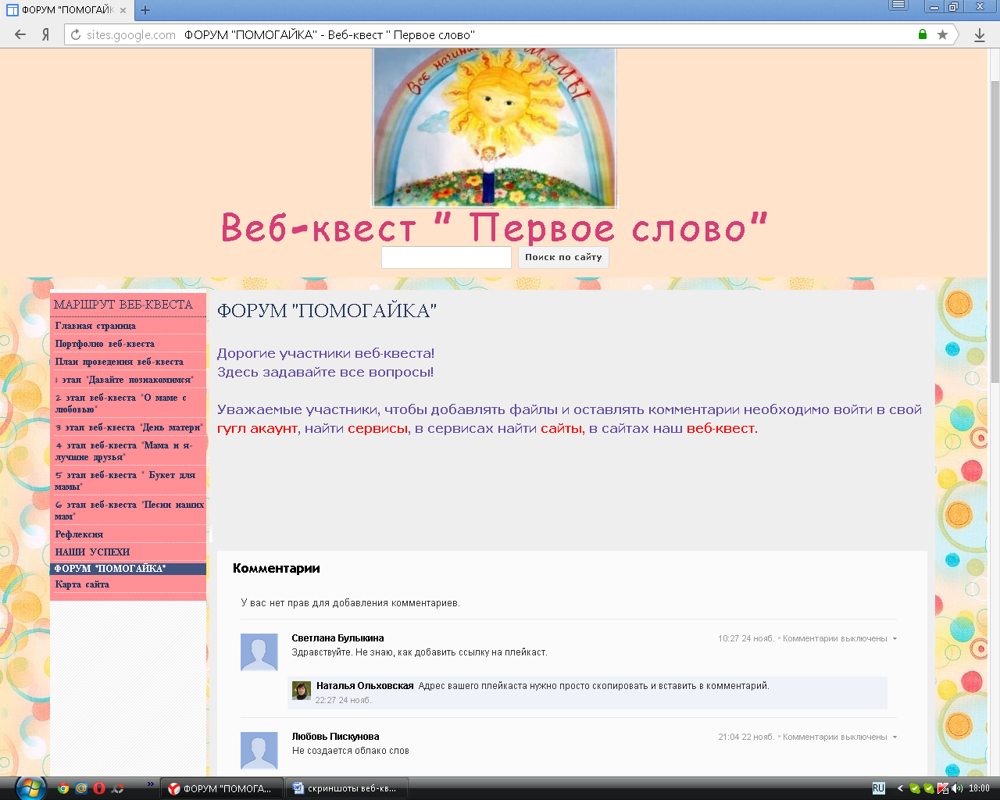 ФОРУМ "ПОМОГАЙК
sites.google.com ФОРУМ "ПОМОГАЙКА" - Веб-квест " Первое слово"
Все начина МАМЫ
Веб-квест " Первое слово"
Поиск по сайту
МАРШРУТ ВЕБ-КВЕСТА
Главная страница
Портфолио веб-квеста
План проведения веб-квеста
1 этап "Давайте познакомимся"
2 этап веб-квеста "О маме с
любовью"
3 этап веб-квеста "День матери"
4 этап веб-квеста "Мама и я-
лучшие друзья"
5 этап веб-квеста " Букет для
мамы"
6 этап веб-квеста "Песни наших
мам"
Рефлексия
НАШИ УСПЕХИ
ФОРУМ "ПОМОГАЙКА"
Карта сайта
ФОРУМ "ПОМОГАЙКА"
Дорогие участники веб-квеста!
Здесь задавайте все вопросы!
Уважаемые участники, чтобы добавлять файлы и оставлять комментарии необходимо войти в свой
гугл акаунт, найти сервисы, в сервисах найти сайты, в сайтах наш веб-квест.
Комментарии
У вас нет прав для добавления комментариев.
Светлана Булыкина 10:27 24 нояб. • Комментарии выключены
Здравствуйте. Не знаю, как добавить ссылку на плейкаст.
Наталья Ольховская Адрес вашего плейкаста нужно просто скопировать и вставить в комментарий.
22:27 24 нояб.
Любовь Пискунова 21:04 22 нояб. • Комментарии выключены
Не создается облако слов
ФОРУМ "ПОМОГА...
скриншоты веб-кв...
RU
18:00